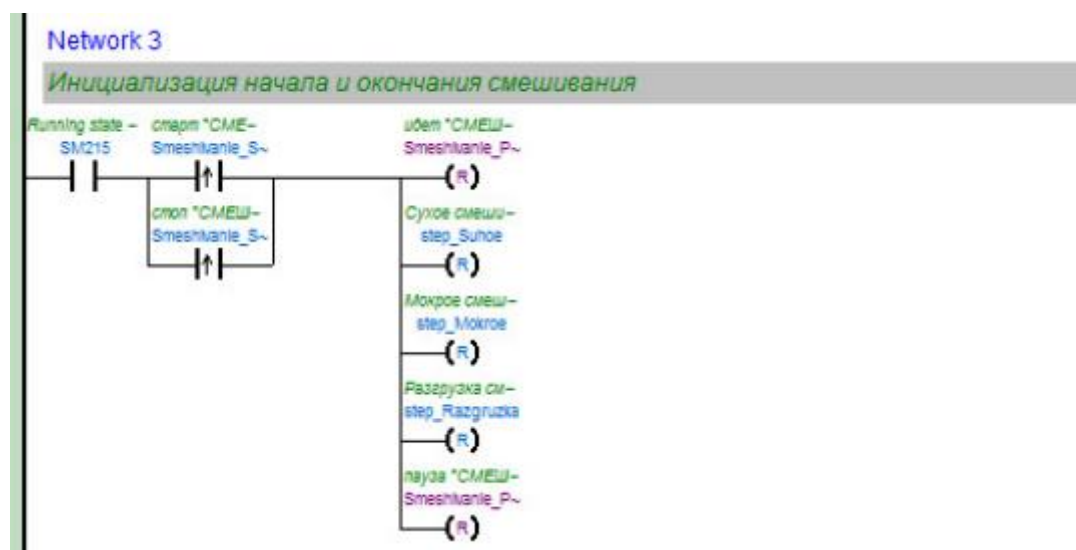 Network 3
Инициализация начала и окончания смешивания
Running state ~ старт "СМЕ~ идет "СМЕШ~
SM215 Smeshivanie_S~ Smeshivanie_P~
(R)
стоп "СМЕШ~ Сухое смеши~
Smeshivanie_S~ step_Suhoe
(R)
Мокрое смеш~
step_Mokroe
(R)
Разгрузка см~
step_Razgruzka
(R)
пауза "СМЕШ~
Smeshivanie_P~
(R)